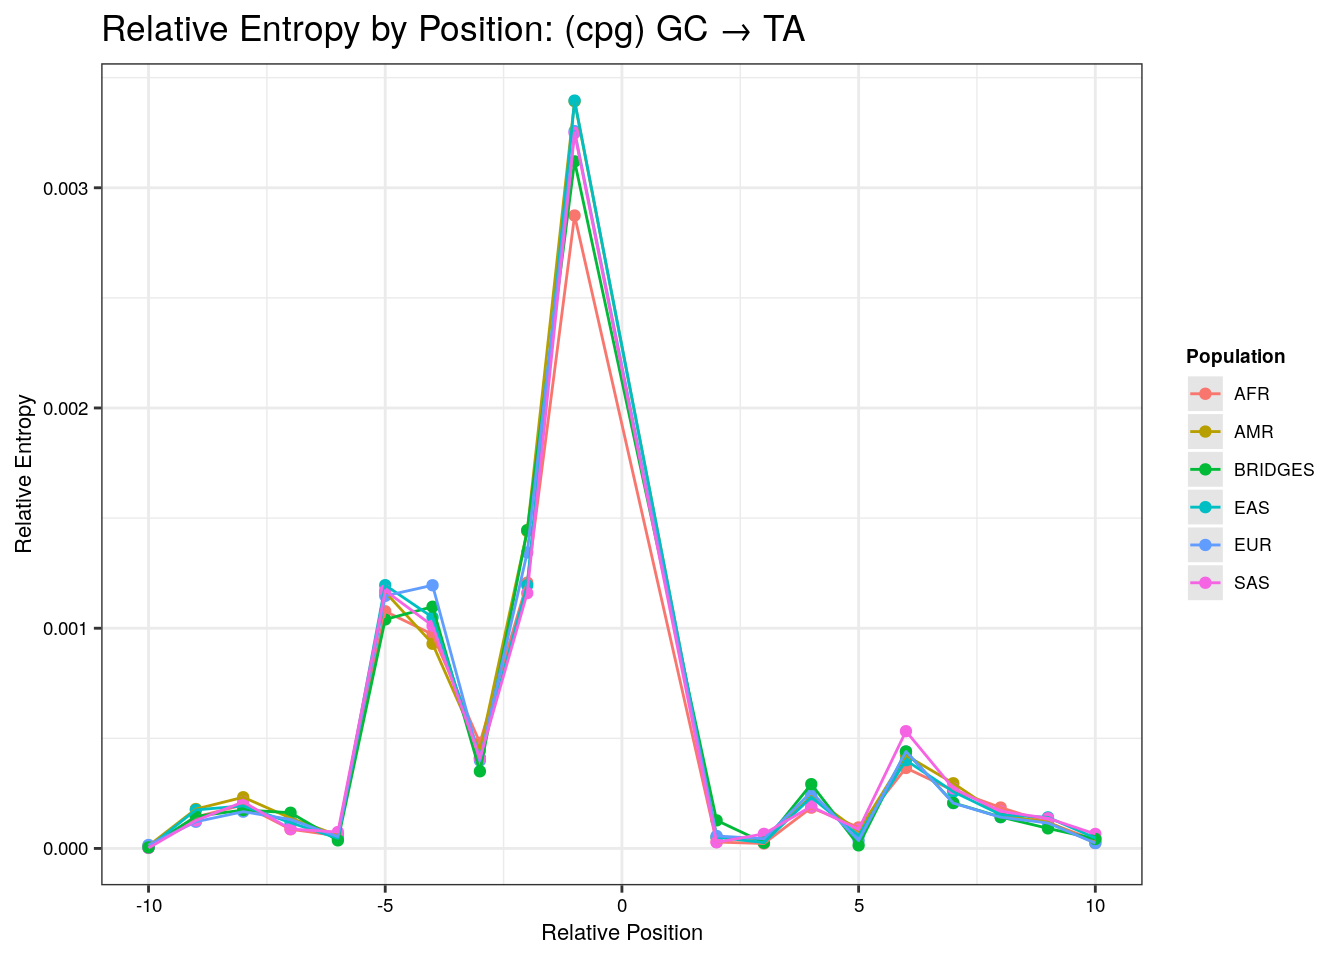 Relative Entropy by Position: (cpg) GC → TA
Relative Entropy
0.003
0.002
0.001
0.000
-10
-5
0
5
10
Relative Position
Population
AFR
AMR
BRIDGES
EAS
EUR
SAS